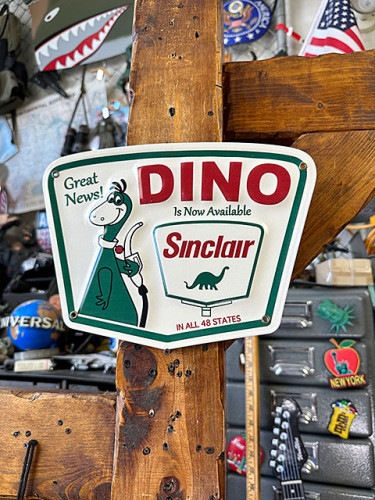 Great
News!
DINO
Is Now Available
Sinclair
IN ALL 48 STATES
UNIVERSAL
NEW YORK